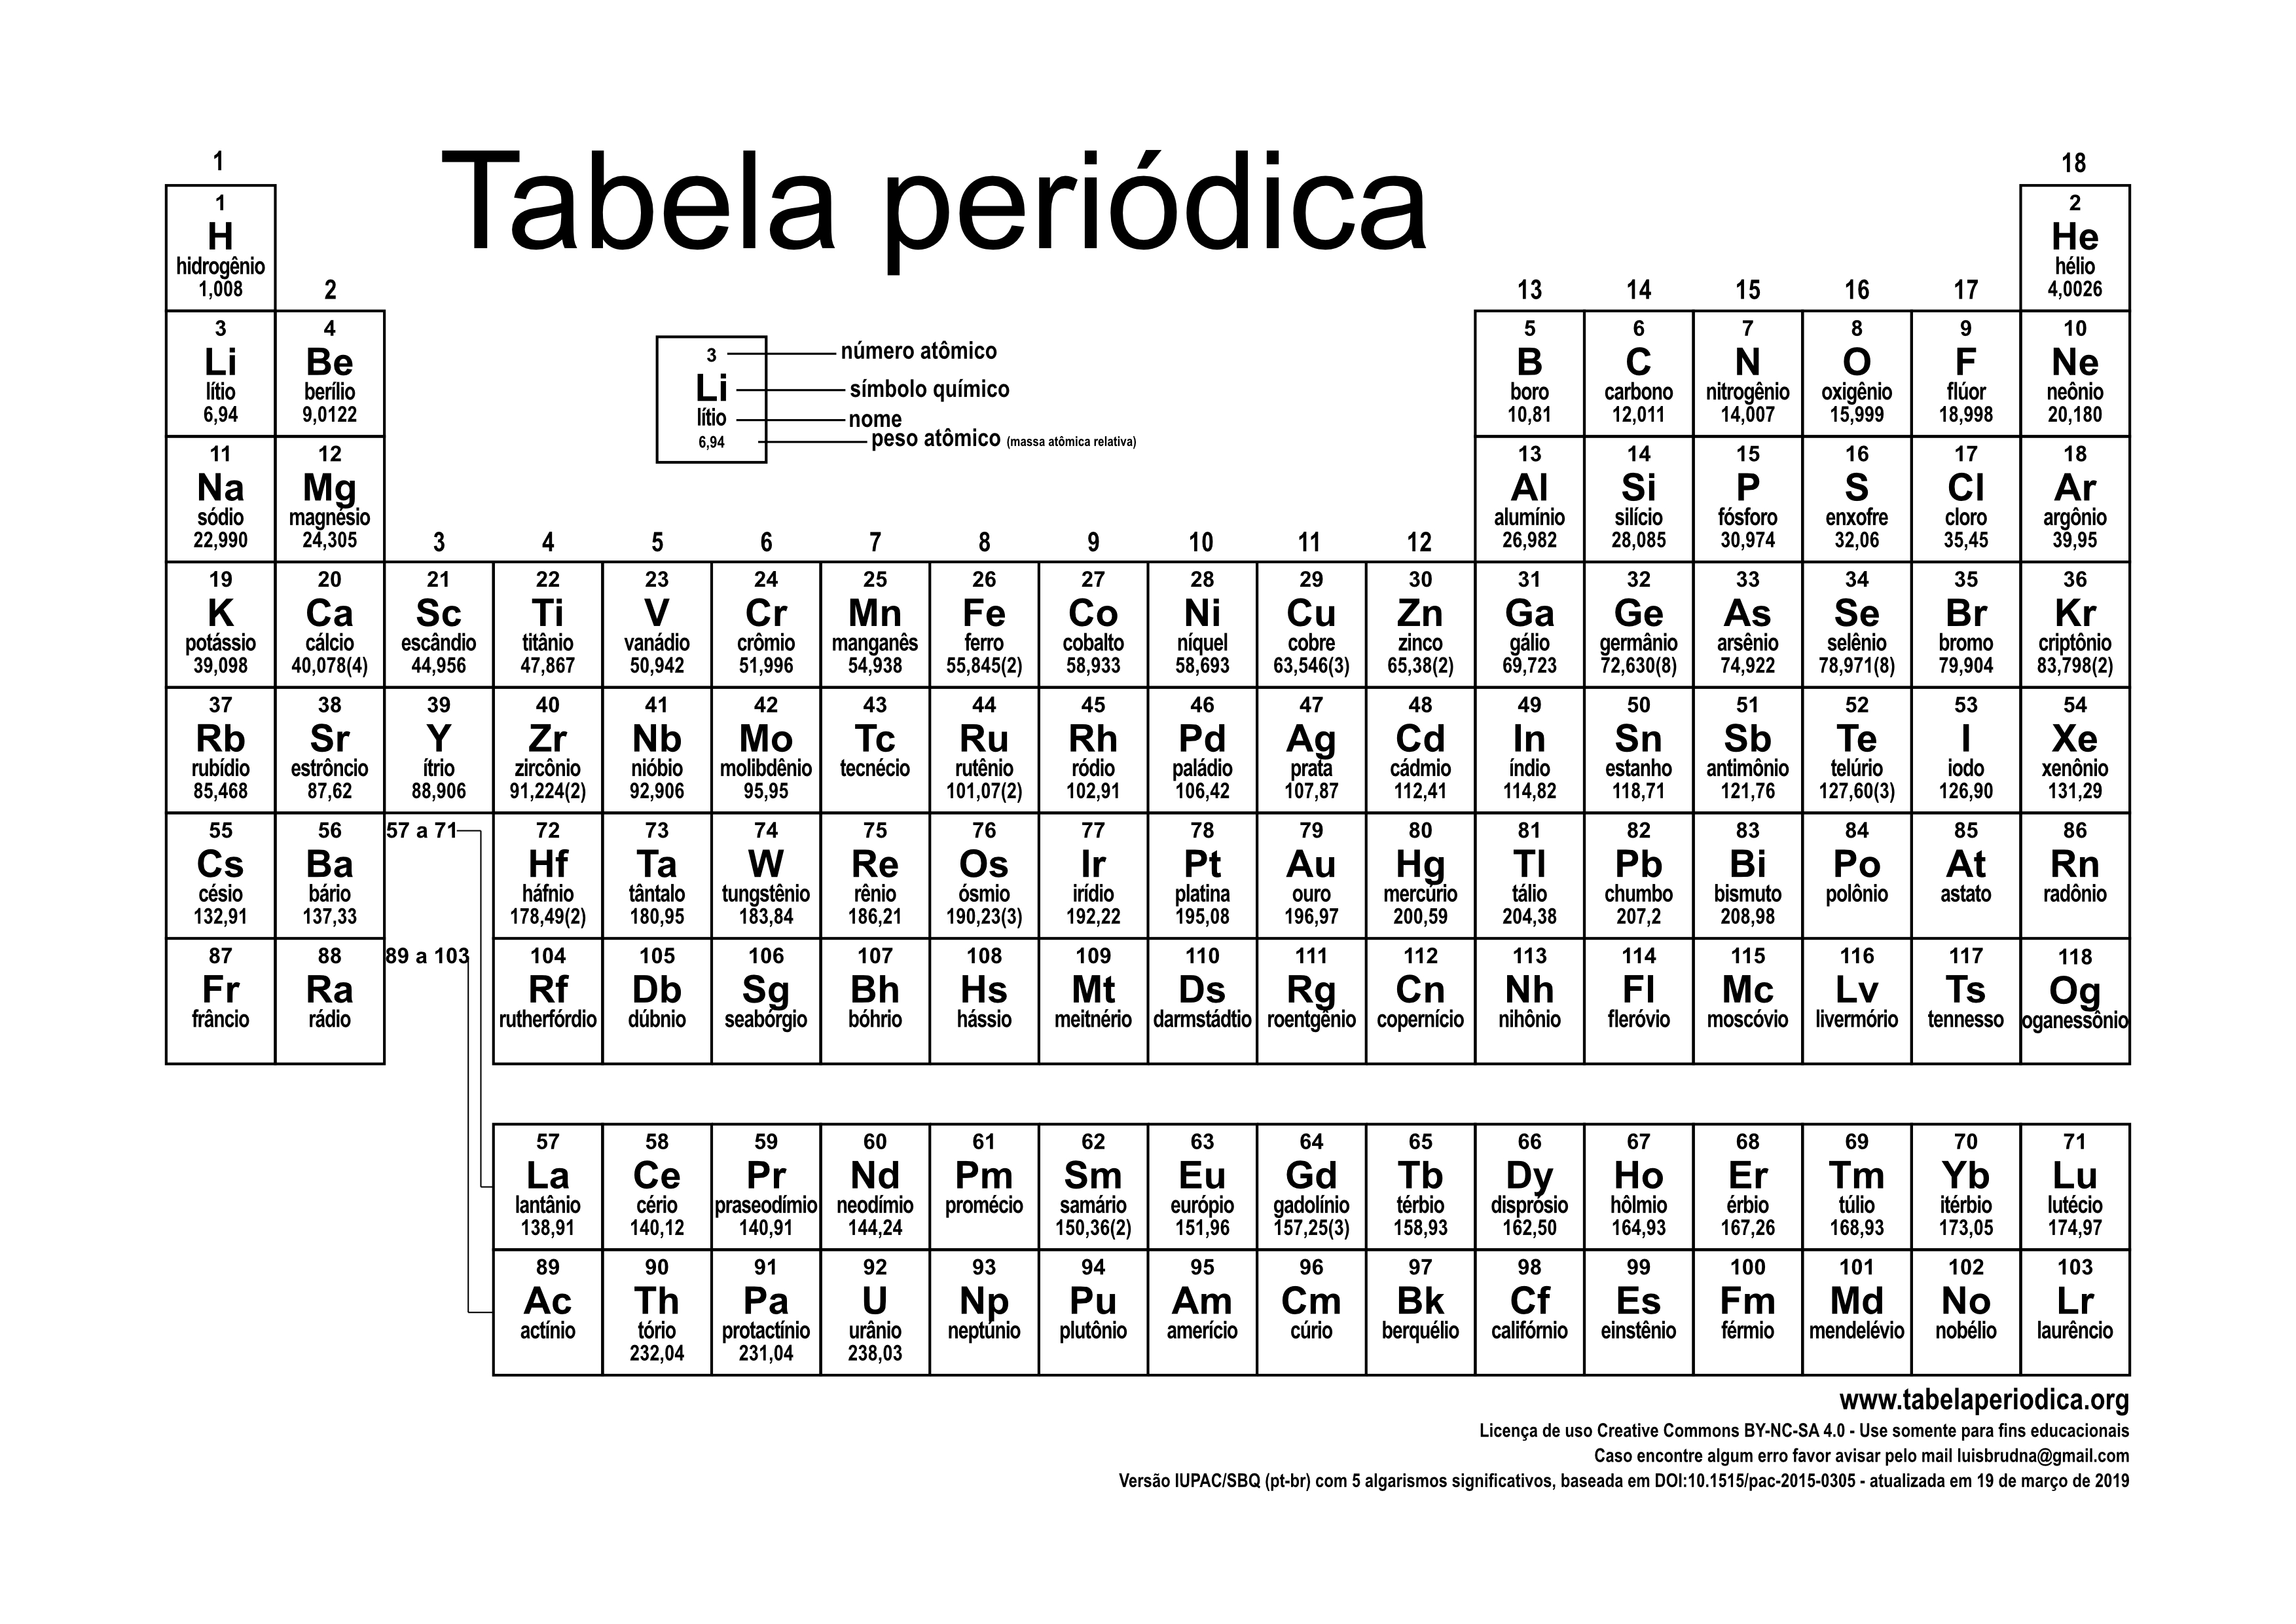 Tabela periódica
1 18
1 2
H He
hidrogênio hélio
1,008 4,0026
2 13 14 15 16 17
3 4 5 6 7 8 9 10
Li Be B C N O F Ne
lítio berílio boro carbono nitrogênio oxigênio flúor neônio
6,94 9,0122 10,81 12,011 14,007 15,999 18,998 20,180
3 número atômico
Li símbolo químico
lítio nome
6,94 peso atômico (massa atômica relativa)
11 12 13 14 15 16 17 18
Na Mg Al Si P S Cl Ar
sódio magnésio alumínio silício fósforo enxofre cloro argônio
22,990 24,305 26,982 28,085 30,974 32,06 35,45 39,95
3 4 5 6 7 8 9 10 11 12
19 20 21 22 23 24 25 26 27 28 29 30 31 32 33 34 35 36
K Ca Sc Ti V Cr Mn Fe Co Ni Cu Zn Ga Ge As Se Br Kr
potássio cálcio escândio titânio vanádio crômio manganês ferro cobalto níquel cobre zinco gálio germânio arsênio selênio bromo criptônio
39,098 40,078(4) 44,956 47,867 50,942 51,996 54,938 55,845(2) 58,933 58,693 63,546(3) 65,38(2) 69,723 72,630(8) 74,922 78,971(8) 79,904 83,798(2)
37 38 39 40 41 42 43 44 45 46 47 48 49 50 51 52 53 54
Rb Sr Y Zr Nb Mo Tc Ru Rh Pd Ag Cd In Sn Sb Te I Xe
rubídio estrôncio ítrio zircônio nióbio molibdênio tecnécio rutênio ródio paládio prata cádmio índio estanho antimônio telúrio iodo xenônio
85,468 87,62 88,906 91,224(2) 92,906 95,95 101,07(2) 102,91 106,42 107,87 112,41 114,82 118,71 121,76 127,60(3) 126,90 131,29
55 56 57 a 71 72 73 74 75 76 77 78 79 80 81 82 83 84 85 86
Cs Ba Hf Ta W Re Os Ir Pt Au Hg Tl Pb Bi Po At Rn
césio bário háfnio tântalo tungstênio rênio ósmio irídio platina ouro mercúrio tálio chumbo bismuto polônio astato radônio
132,91 137,33 178,49(2) 180,95 183,84 186,21 190,23(3) 192,22 195,08 196,97 200,59 204,38 207,2 208,98
87 88 89 a 103 104 105 106 107 108 109 110 111 112 113 114 115 116 117 118
Fr Ra Rf Db Sg Bh Hs Mt Ds Rg Cn Nh Fl Mc Lv Ts Og
frâncio rádio rutherfórdio dúbnio seabórgio bóhrio hássio meitnério darmstádtio roentgênio copernício nihônio fleróvio moscóvio livermório tennesso oganessônio
57 58 59 60 61 62 63 64 65 66 67 68 69 70 71
La Ce Pr Nd Pm Sm Eu Gd Tb Dy Ho Er Tm Yb Lu
lantânio cério praseodímio neodímio promécio samário európio gadolínio térbio disprósio hôlmio érbio túlio itérbio lutécio
138,91 140,12 140,91 144,24 150,36(2) 151,96 157,25(3) 158,93 162,50 164,93 167,26 168,93 173,05 174,97
89 90 91 92 93 94 95 96 97 98 99 100 101 102 103
Ac Th Pa U Np Pu Am Cm Bk Cf Es Fm Md No Lr
actínio tório protactínio urânio neptúnio plutônio amerício cúrio berquélio califórnio einstênio férmio mendelévio nobélio laurêncio
232,04 231,04 238,03
www.tabelaperiodica.org
Licença de uso Creative Commons BY-NC-SA 4.0 - Use somente para fins educacionais
Caso encontre algum erro favor avisar pelo mail luisbrudna@gmail.com
Versão IUPAC/SBQ (pt-br) com 5 algarismos significativos, baseada em DOI:10.1515/pac-2015-0305 - atualizada em 19 de março de 2019